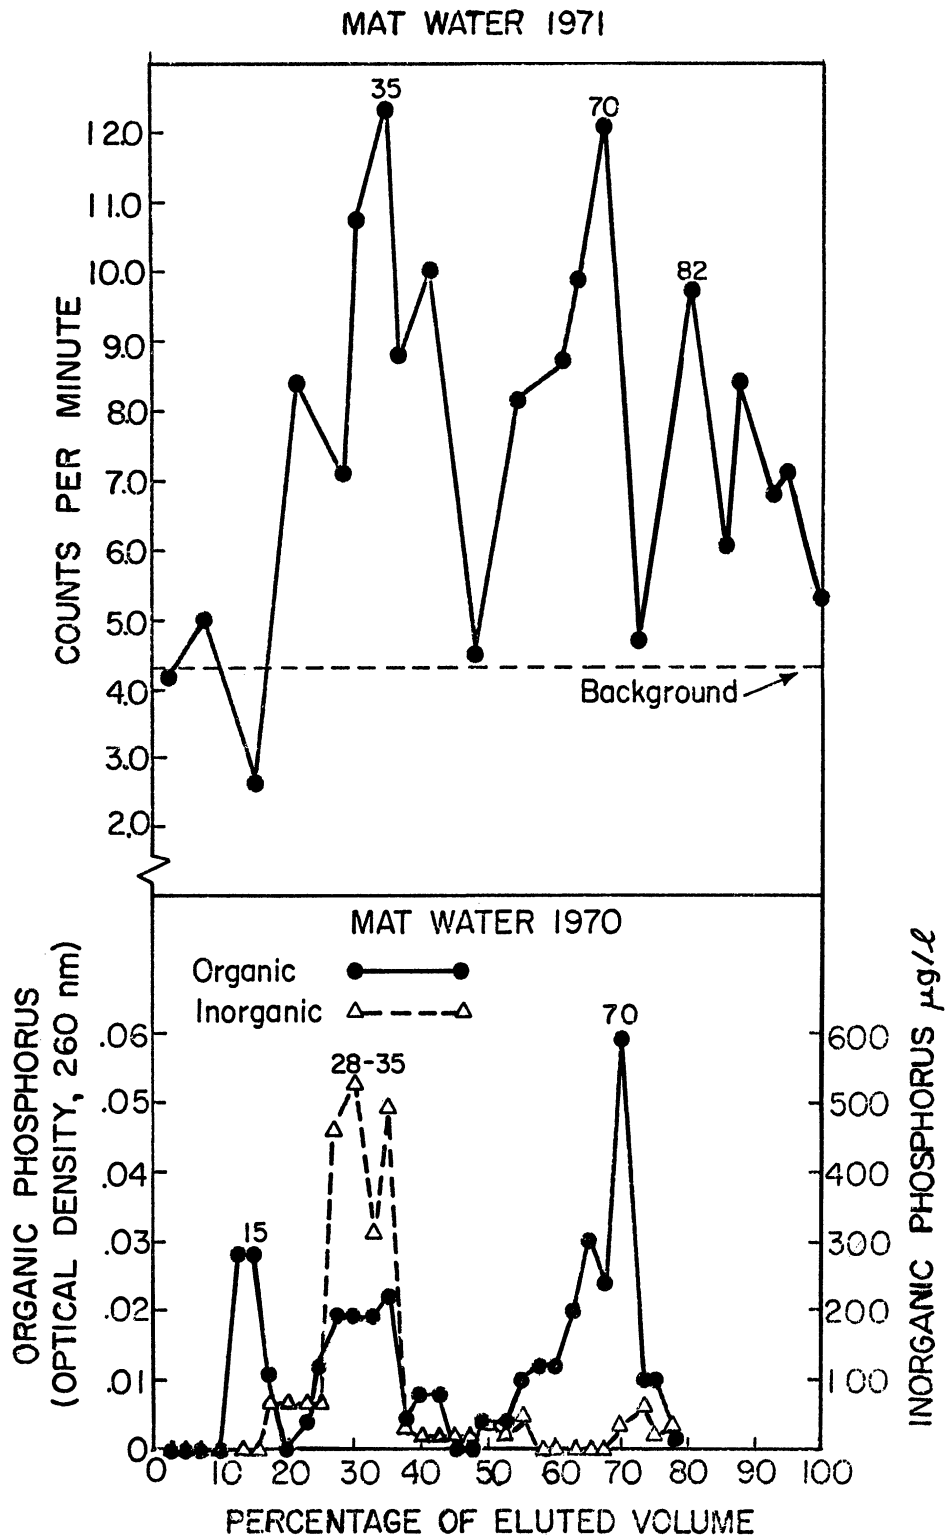 MAT WATER 1971
COUNTS PER MINUTE
12.0
11.0
10.0
9.0
8.0
7.0
6.0
5.0
4.0
3.0
2.0
35
70
82
Background
MAT WATER 1970
Organic
Inorganic
ORGANIC PHOSPHORUS
(OPTICAL DENSITY, 260 nm)
.06
.05
.04
.03
.02
.01
0
15
28-35
70
600
500
400
300
200
100
INORGANIC PHOSPHORUS µg/ℓ
0 10 20 30 40 50 60 70 80 90 100
PERCENTAGE OF ELUTED VOLUME